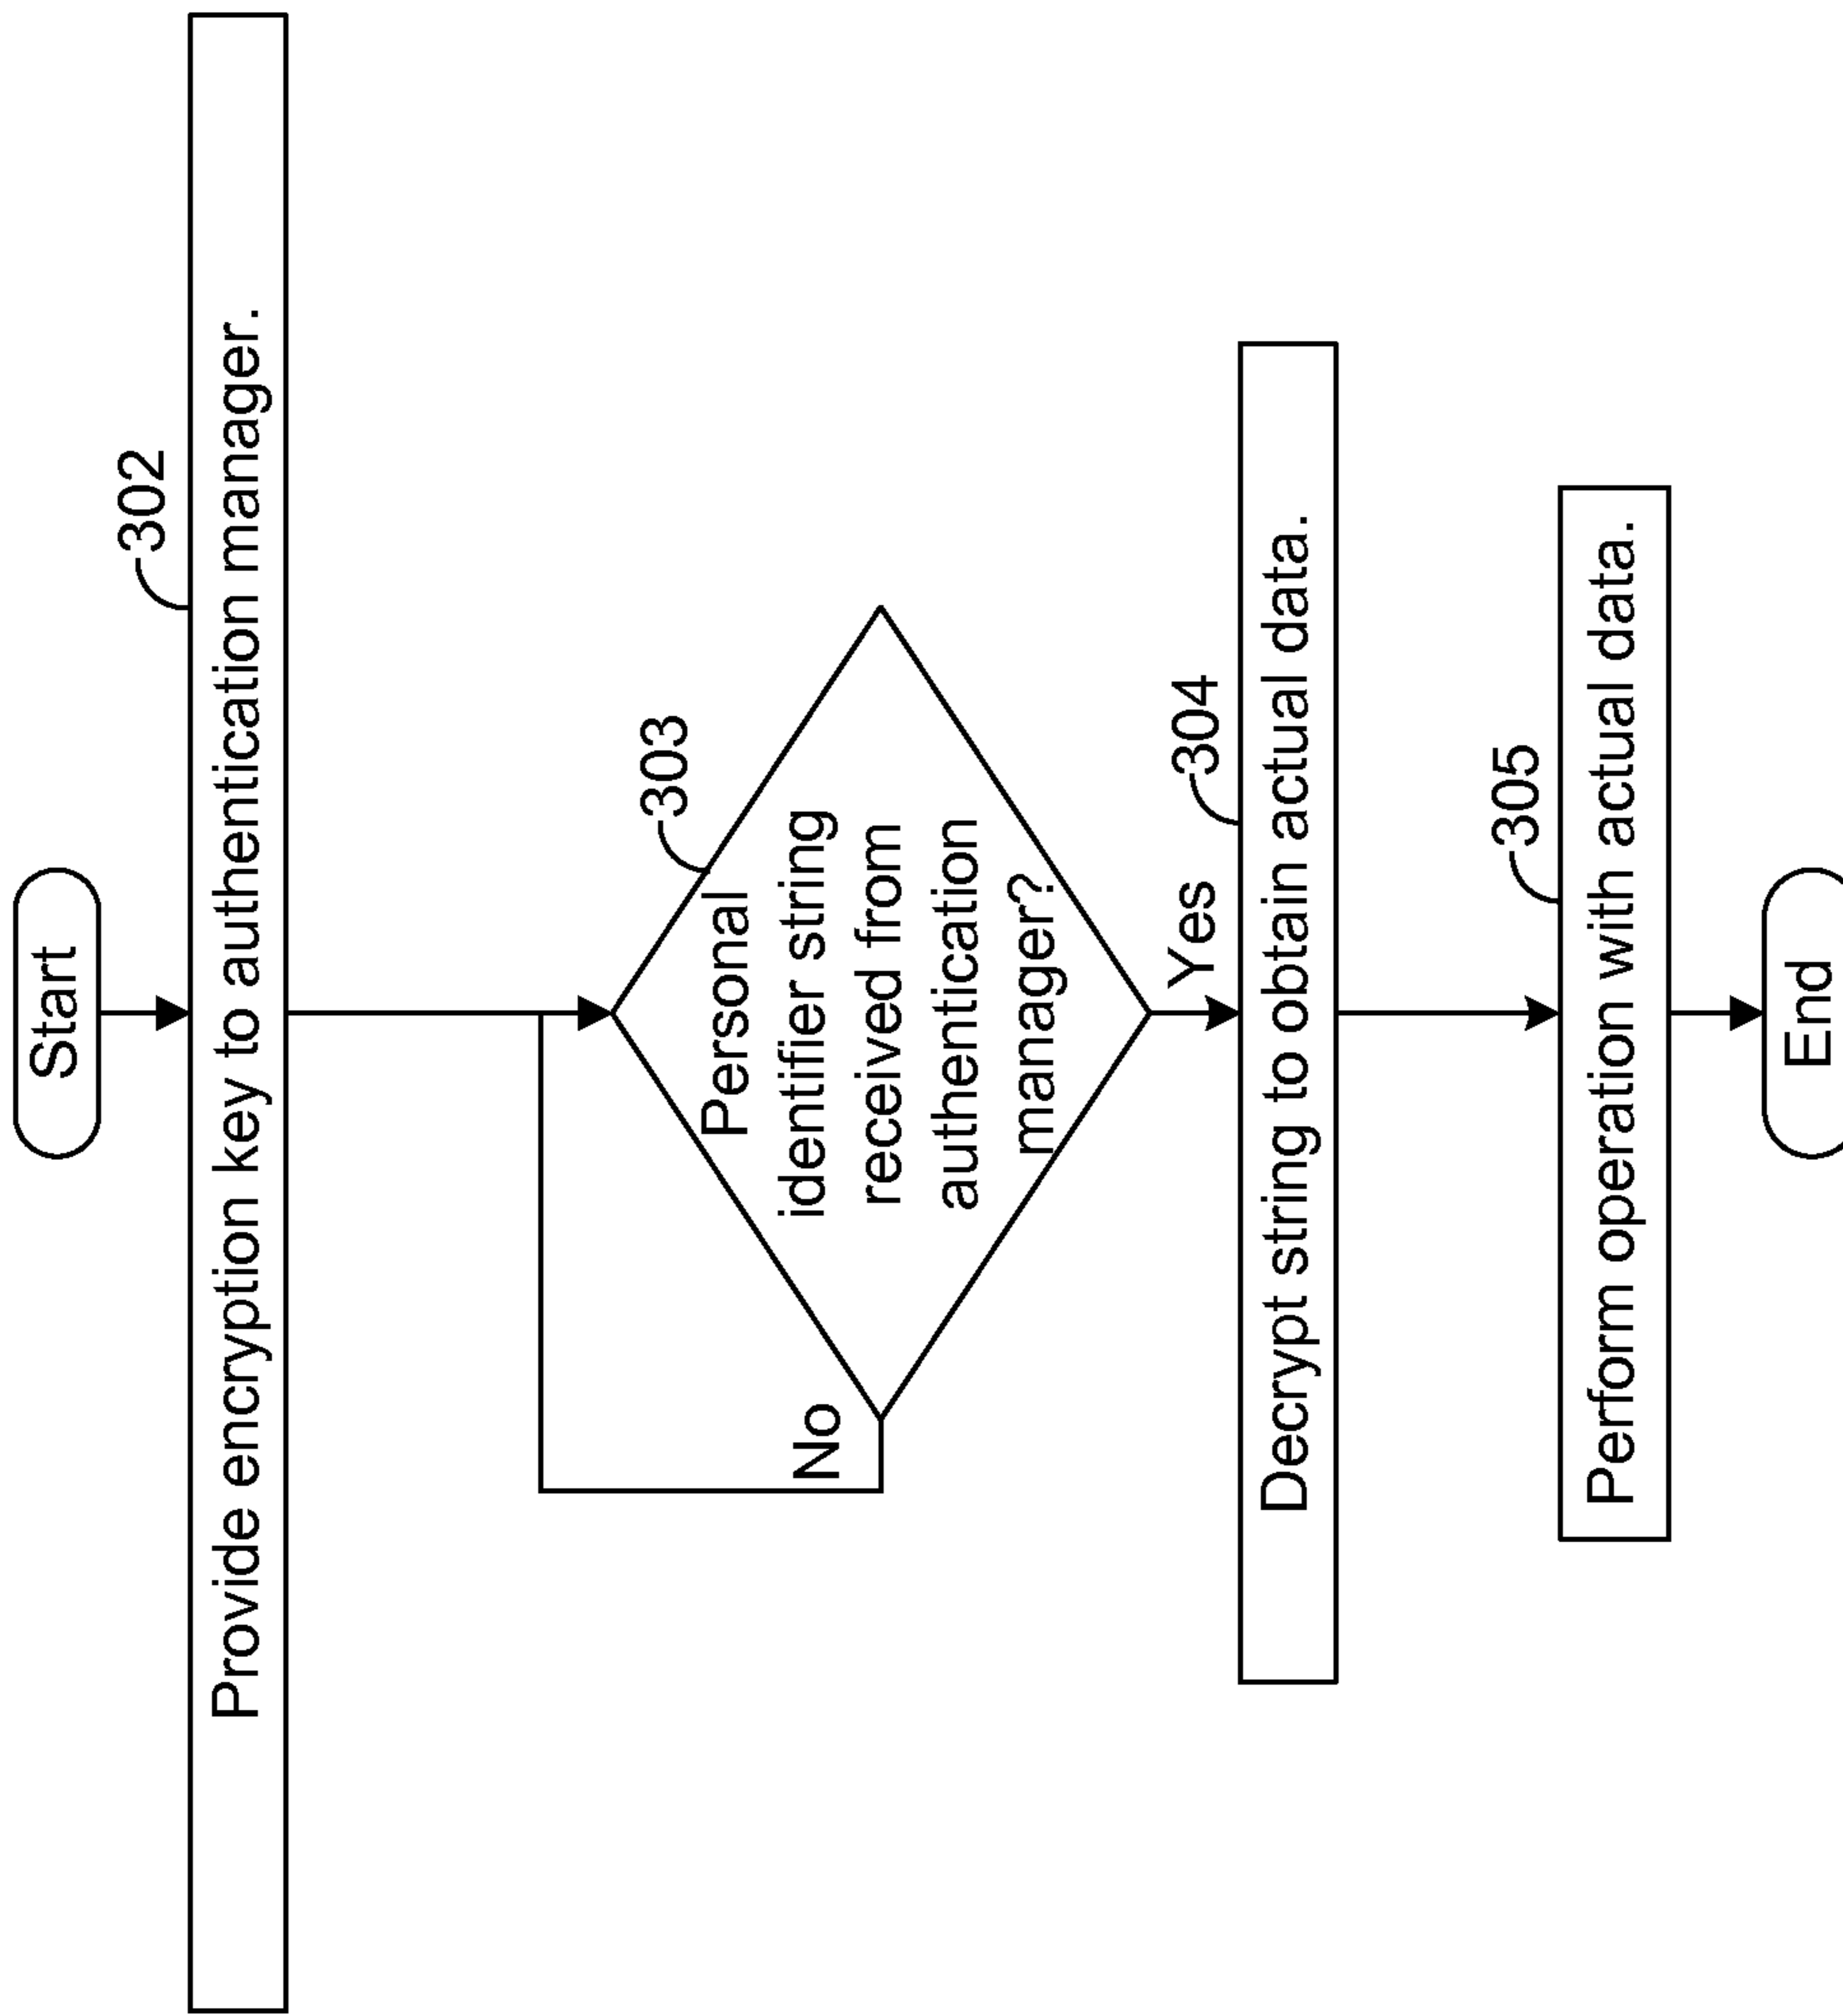 Start
302
Provide encryption key to authentication manager.
303
Personal
identifier string
received from
authentication
manager?
No
Yes
304
Decrypt string to obtain actual data.
305
Perform operation with actual data.
End